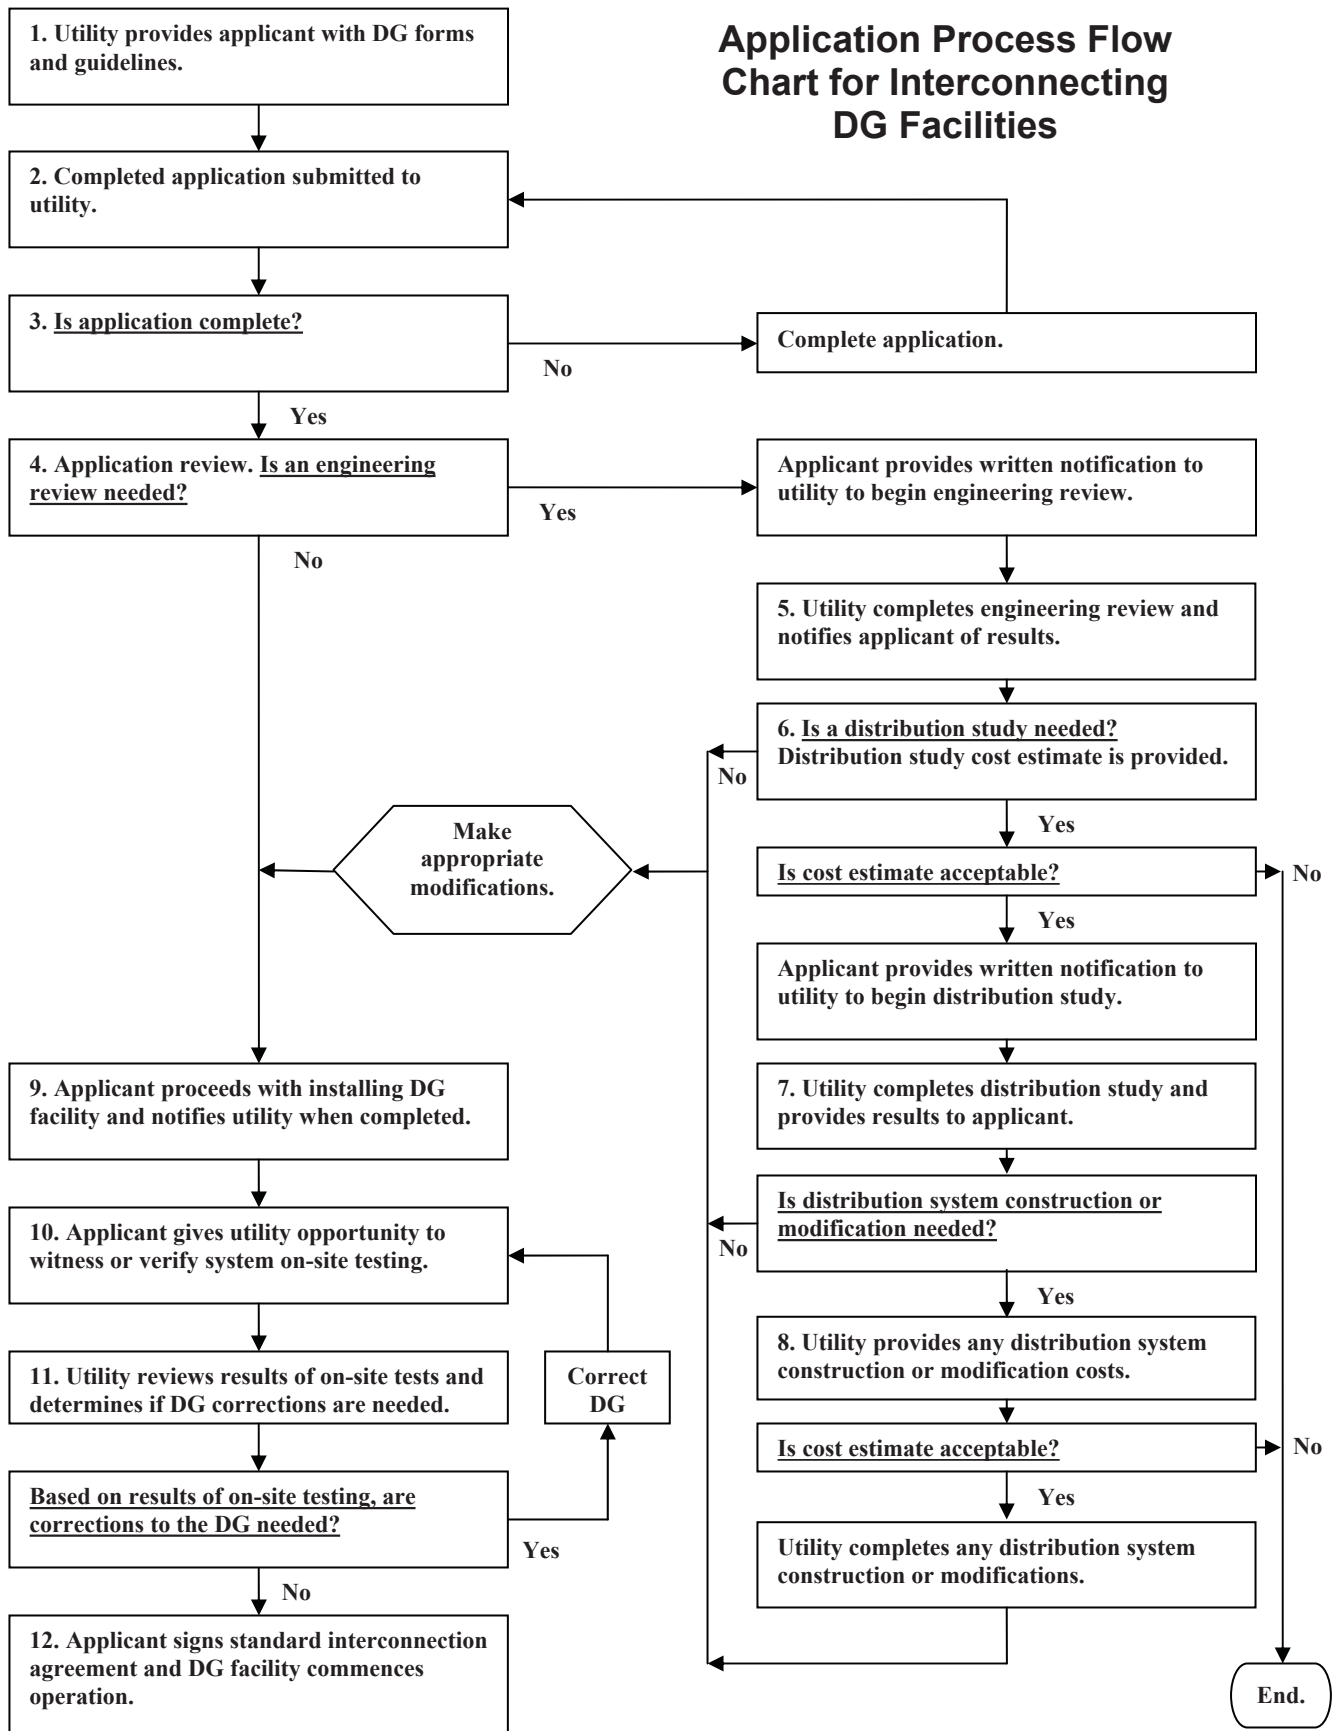 Application Process Flow
Chart for Interconnecting
DG Facilities
1. Utility provides applicant with DG forms
and guidelines.
2. Completed application submitted to
utility.
3. Is application complete?
No
Complete application.
Yes
4. Application review. Is an engineering
review needed?
Yes
No
Applicant provides written notification to
utility to begin engineering review.
5. Utility completes engineering review and
notifies applicant of results.
6. Is a distribution study needed?
Distribution study cost estimate is provided.
No
Yes
Make
appropriate
modifications.
Is cost estimate acceptable?
No
Yes
Applicant provides written notification to
utility to begin distribution study.
7. Utility completes distribution study and
provides results to applicant.
Is distribution system construction or
modification needed?
No
Yes
8. Utility provides any distribution system
construction or modification costs.
Is cost estimate acceptable?
No
Yes
Utility completes any distribution system
construction or modifications.
End.
9. Applicant proceeds with installing DG
facility and notifies utility when completed.
10. Applicant gives utility opportunity to
witness or verify system on-site testing.
11. Utility reviews results of on-site tests and
determines if DG corrections are needed.
Correct
DG
Based on results of on-site testing, are
corrections to the DG needed?
Yes
No
12. Applicant signs standard interconnection
agreement and DG facility commences
operation.